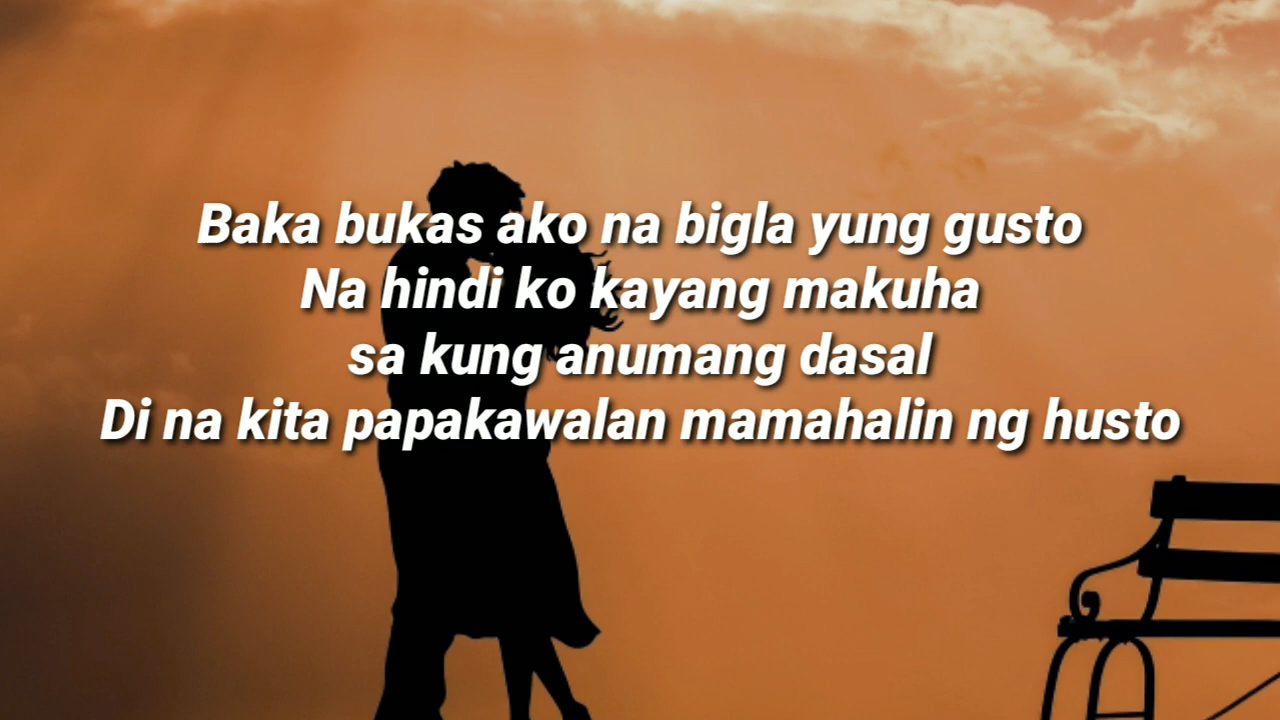 Baka bukas ako na bigla yung gusto
Na hindi ko kayang makuha
sa kung anumang dasal
Di na kita papakawalan mamahalin ng husto